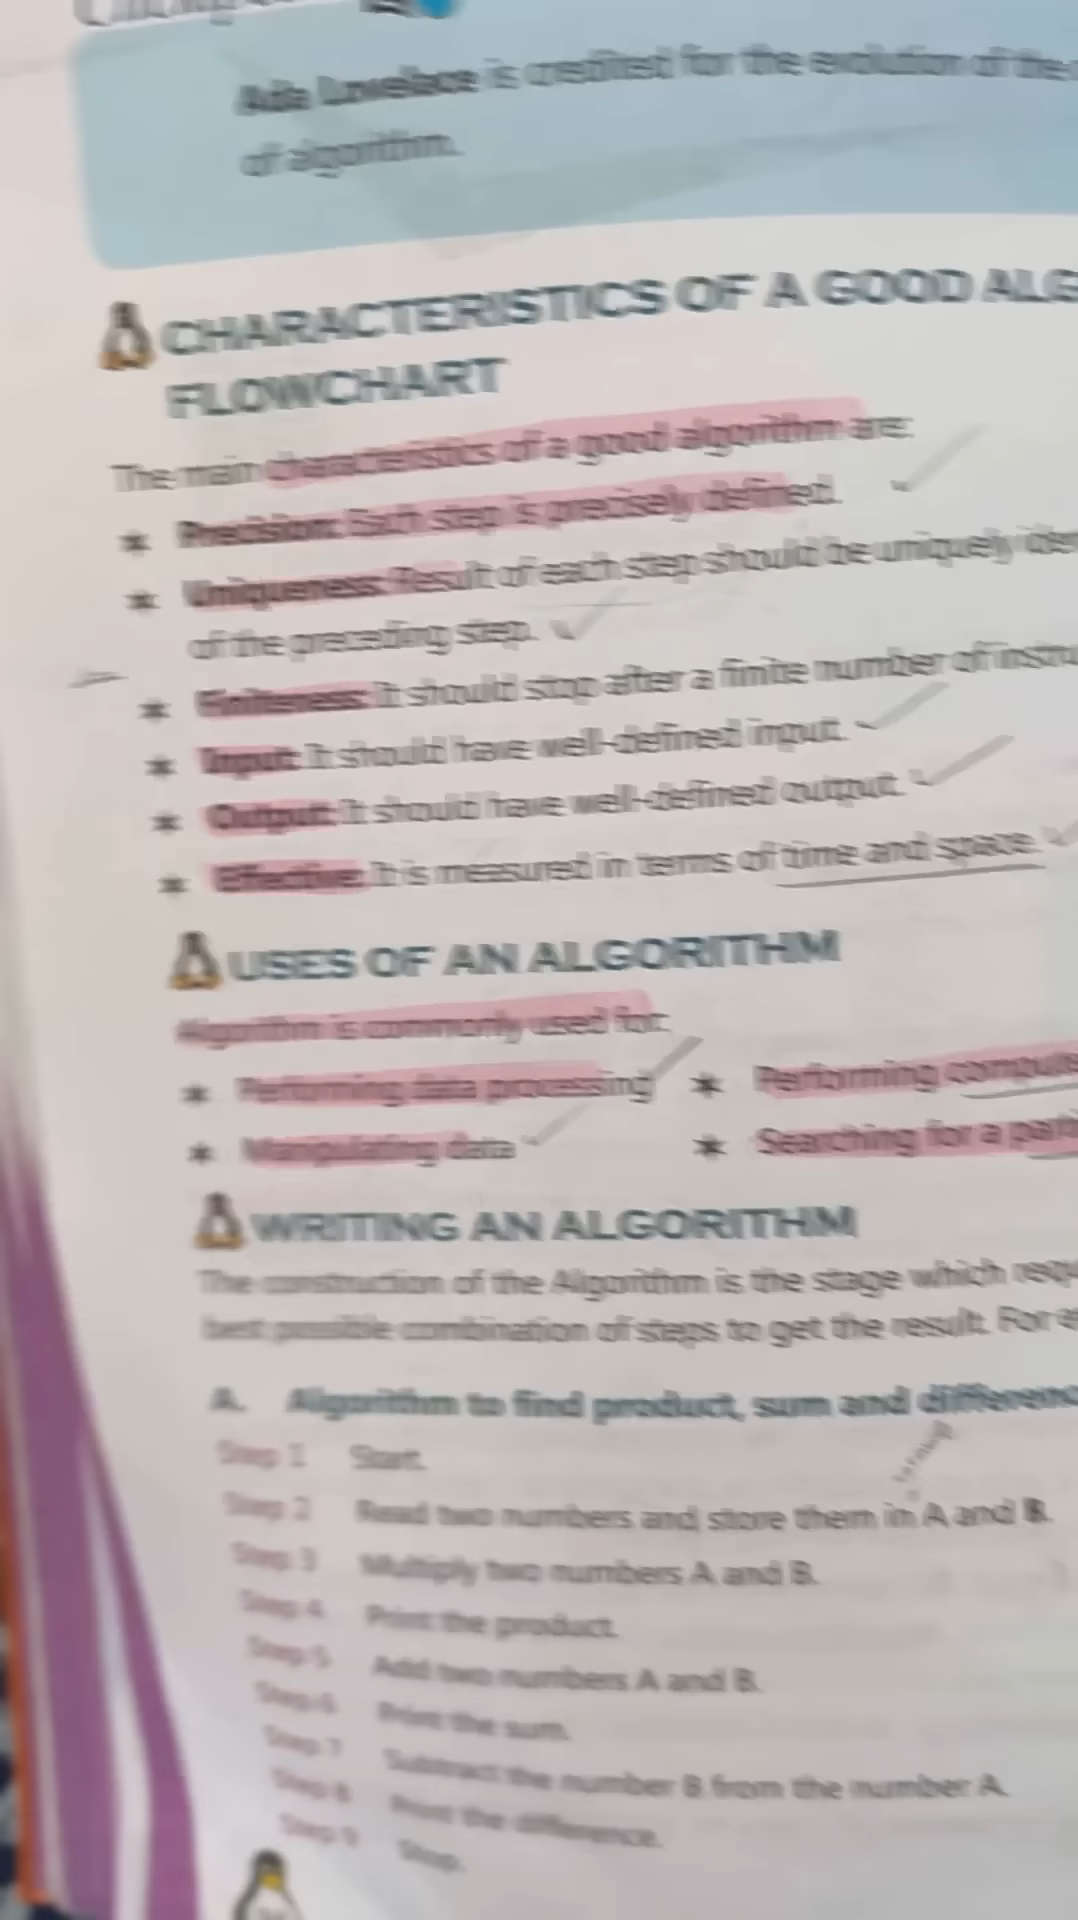 Ada Lovelace is credited for the evolution of the
of algorithm.
CHARACTERISTICS OF A GOOD ALG
FLOWCHART
The main characteristics of a good algorithm are:
* Precision: Each step is precisely defined.
* Uniqueness: Result of each step should be uniquely
of the preceding step.
* Finiteness: It should stop after a finite number of instru
* Input: It should have well-defined input.
* Output: It should have well-defined output.
* Effective: It is measured in terms of time and space.
USES OF AN ALGORITHM
Algorithm is commonly used for:
* Performing data processing * Performing compute
* Manipulating data * Searching for a parti
WRITING AN ALGORITHM
The construction of the Algorithm is the stage which requ
best possible combination of steps to get the result. For
A. Algorithm to find product, sum and differenc
Step 1 Start.
Step 2 Read two numbers and store them in A and B.
Step 3 Multiply two numbers A and B.
Step 4 Print the product.
Step 5 Add two numbers A and B.
Step 6 Print the sum.
Step 7 Subtract the number B from the number A.
Step 8 Print the difference.
Step 9 Stop.